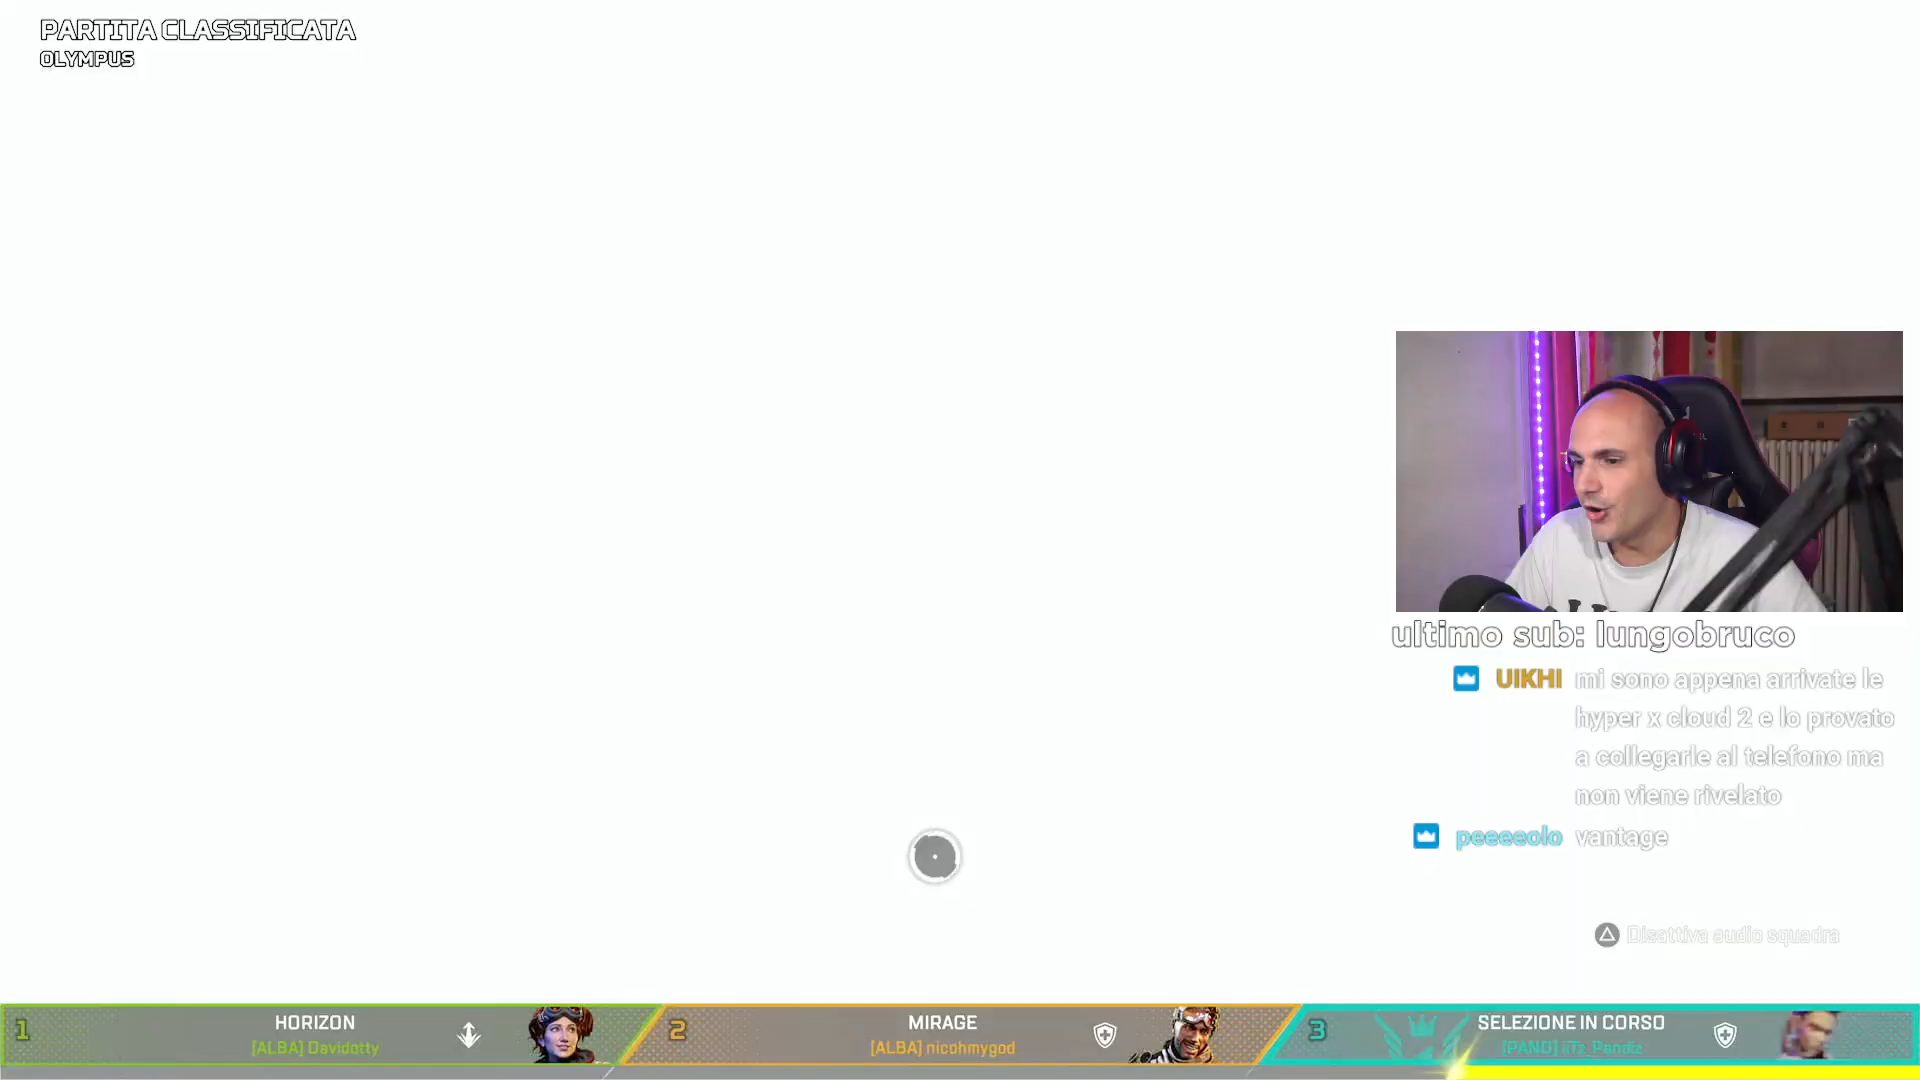 PARTITA CLASSIFICATA
OLYMPUS
ultimo sub: lungobruco
UIKHI mi sono appena arrivate le
hyper x cloud 2 e lo provato
a collegarle al telefono ma
non viene rivelato
peeeeolo vantage
Disattiva audio squadra
1 HORIZON
[ALBA] Davidotty
2 MIRAGE
[ALBA] nicohmygod
3 SELEZIONE IN CORSO
[PANO] iiTz_Pandiz